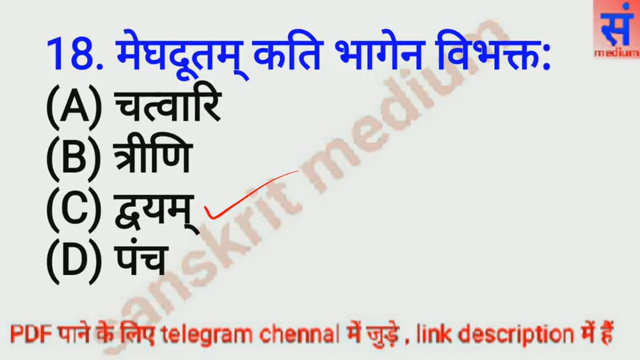 सं
medium
18. मेघदूतम् कति भागेन विभक्त:
(A) चत्वारि
(B) त्रीणि
(C) द्वयम्
(D) पंच
sanskrit medium
PDF पाने के लिए telegram chennal में जुड़े , link description में हैं